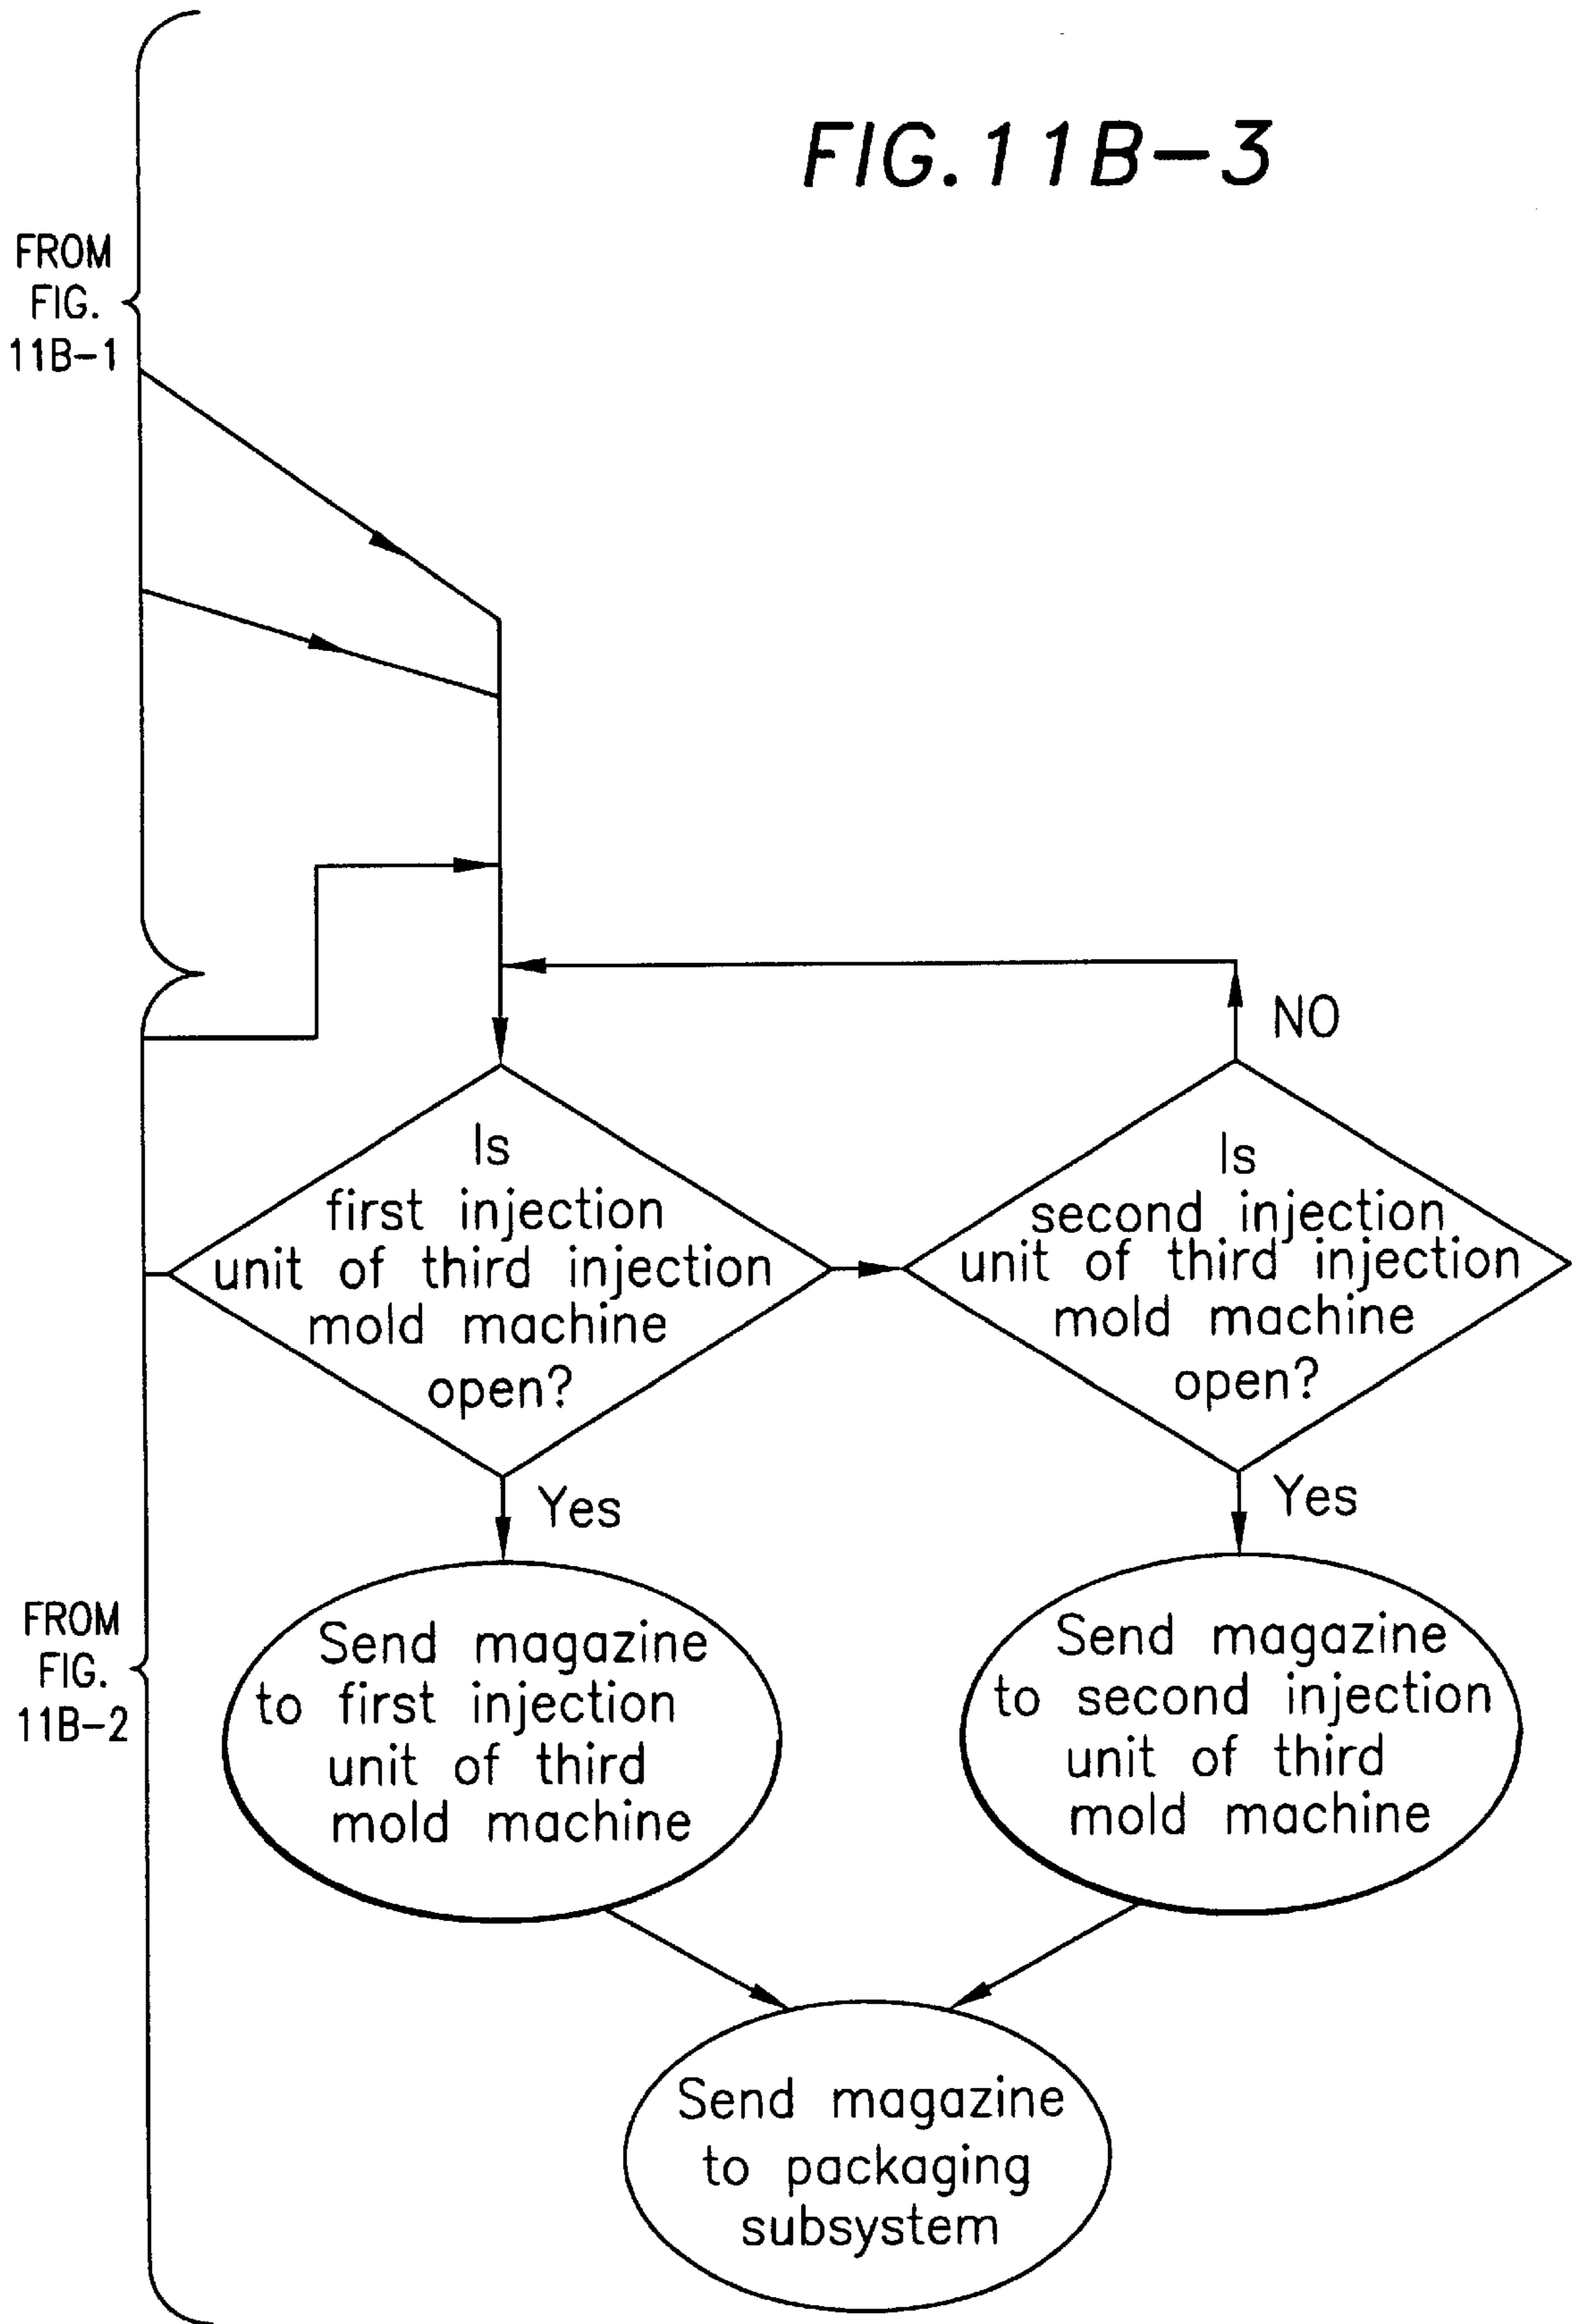 FIG.11B-3
FROM
FIG.
11B-1
NO
Is
first injection
unit of third injection
mold machine
open?
Is
second injection
unit of third injection
mold machine
open?
Yes
Yes
FROM
FIG.
11B-2
Send magazine
to first injection
unit of third
mold machine
Send magazine
to second injection
unit of third
mold machine
Send magazine
to packaging
subsystem